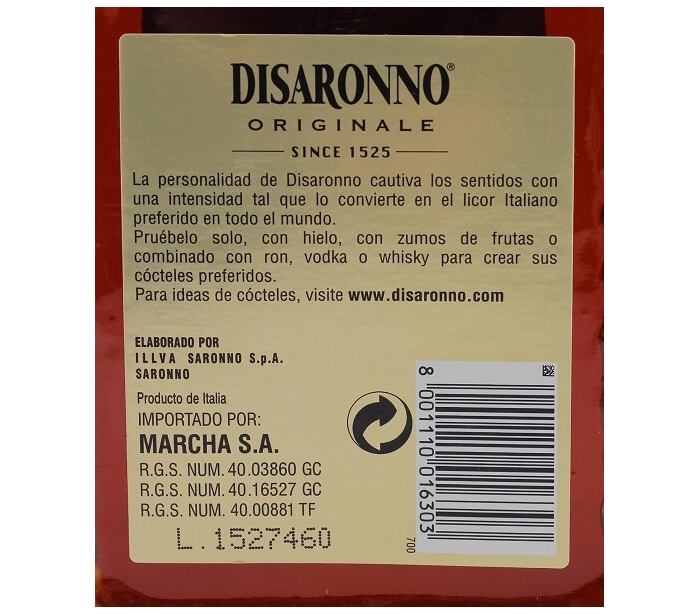 DISARONNO®
ORIGINALE
SINCE 1525
La personalidad de Disaronno cautiva los sentidos con
una intensidad tal que lo convierte en el licor Italiano
preferido en todo el mundo.
Pruébelo solo, con hielo, con zumos de frutas o
combinado con ron, vodka o whisky para crear sus
cócteles preferidos.
Para ideas de cócteles, visite www.disaronno.com
ELABORADO POR
ILLVA SARONNO S.p.A.
SARONNO
Producto de Italia
IMPORTADO POR:
MARCHA S.A.
R.G.S. NUM. 40.03860 GC
R.G.S. NUM. 40.16527 GC
R.G.S. NUM. 40.00881 TF
L.1527460
700
8 001110 016303